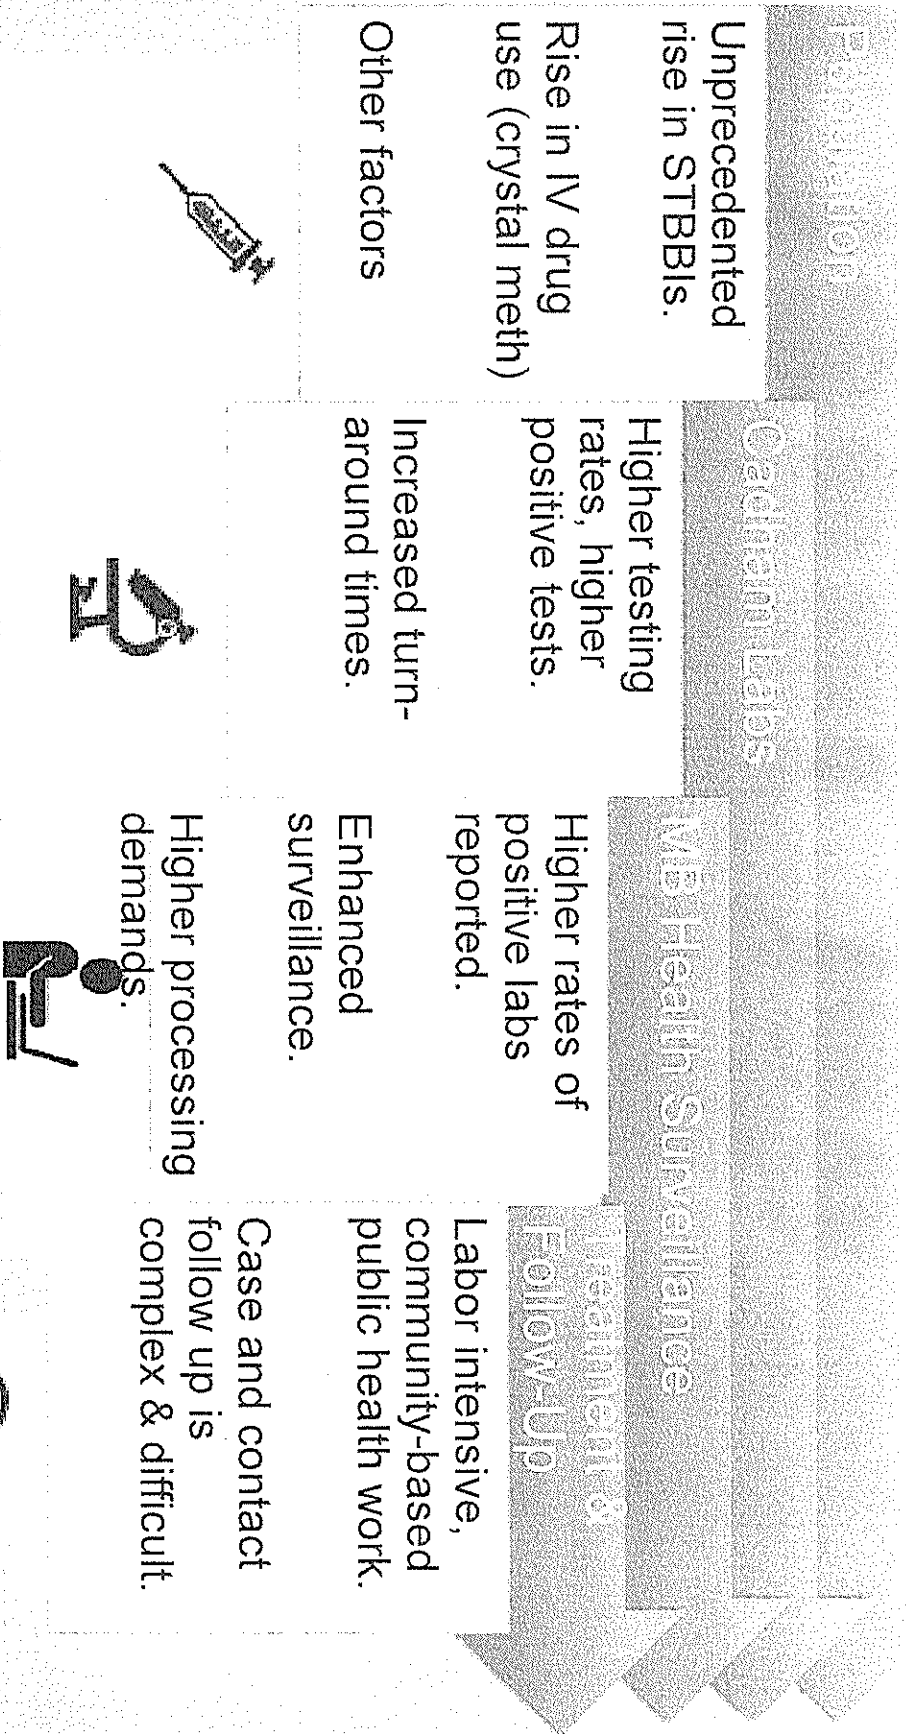 Population
Unprecedented
rise in STBBIs.
Rise in IV drug
use (crystal meth)
Other factors
Cadham Labs
Higher testing
rates, higher
positive tests.
Increased turn-
around times.
MB Health Surveillance
Higher rates of
positive labs
reported.
Enhanced
surveillance.
Higher processing
demands.
Treatment &
Follow-Up
Labor intensive,
community-based
public health work.
Case and contact
follow up is
complex & difficult.